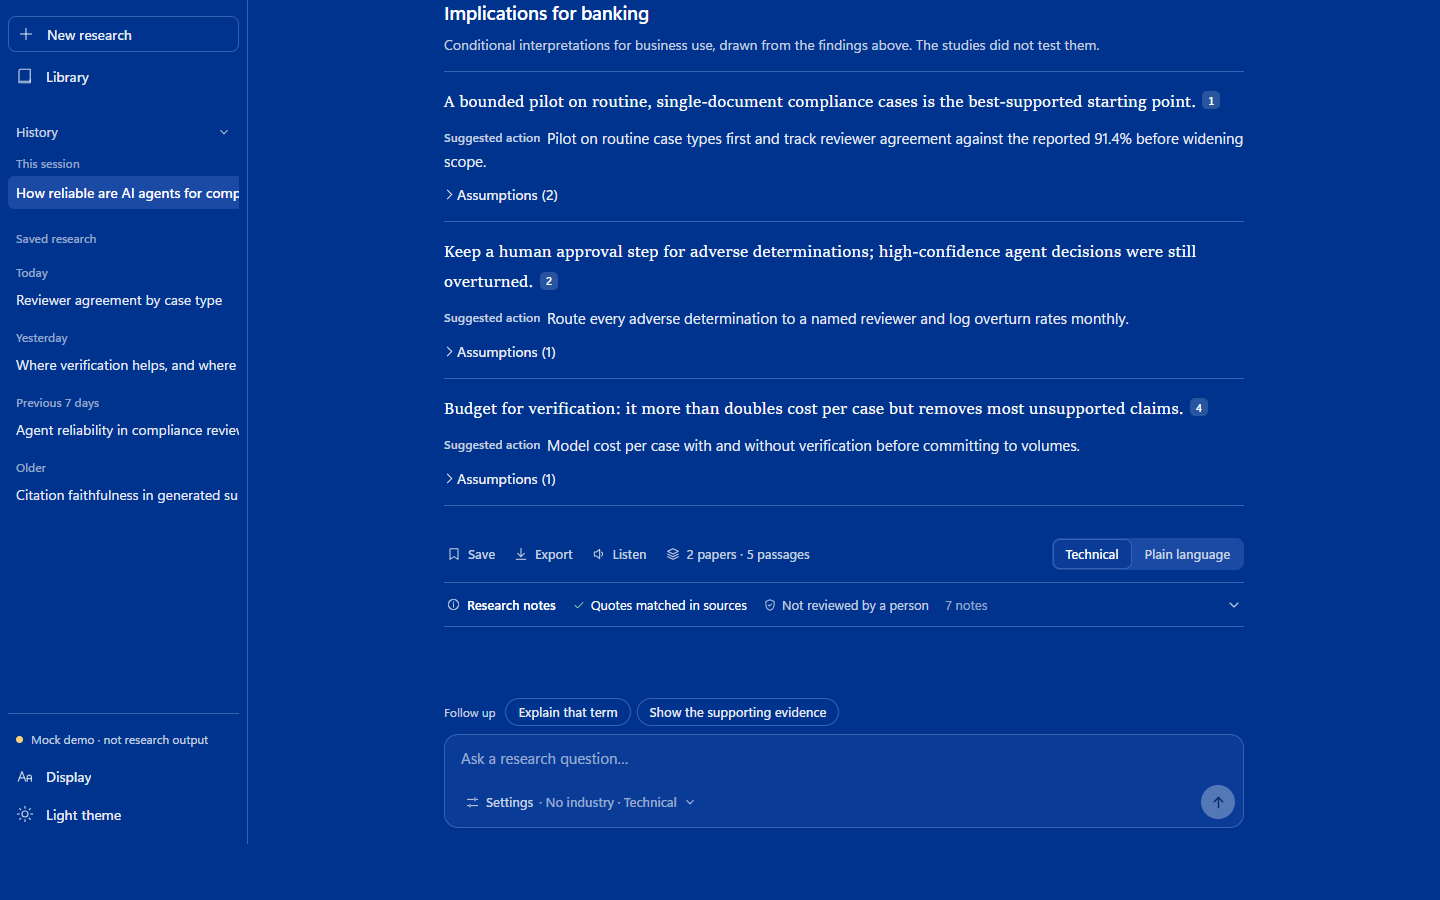 New research
Library
History
This session
How reliable are AI agents for comp
Saved research
Today
Reviewer agreement by case type
Yesterday
Where verification helps, and where
Previous 7 days
Agent reliability in compliance
Older
Citation faithfulness in generated su
Mock demo · not research output
Display
Light theme
Implications for banking
Conditional interpretations for business use, drawn from the findings above. The studies did not test them.
A bounded pilot on routine, single-document compliance cases is the best-supported starting point. 1
Suggested action Pilot on routine case types first and track reviewer agreement against the reported 91.4% before widening
scope.
Assumptions (2)
Keep a human approval step for adverse determinations; high-confidence agent decisions were still
overturned. 2
Suggested action Route every adverse determination to a named reviewer and log overturn rates monthly.
Assumptions (1)
Budget for verification: it more than doubles cost per case but removes most unsupported claims. 4
Suggested action Model cost per case with and without verification before committing to volumes.
Assumptions (1)
Save Export Listen 2 papers · 5 passages Technical Plain language
Research notes Quotes matched in sources Not reviewed by a person 7 notes
Follow up Explain that term Show the supporting evidence
Ask a research question...
Settings · No industry · Technical